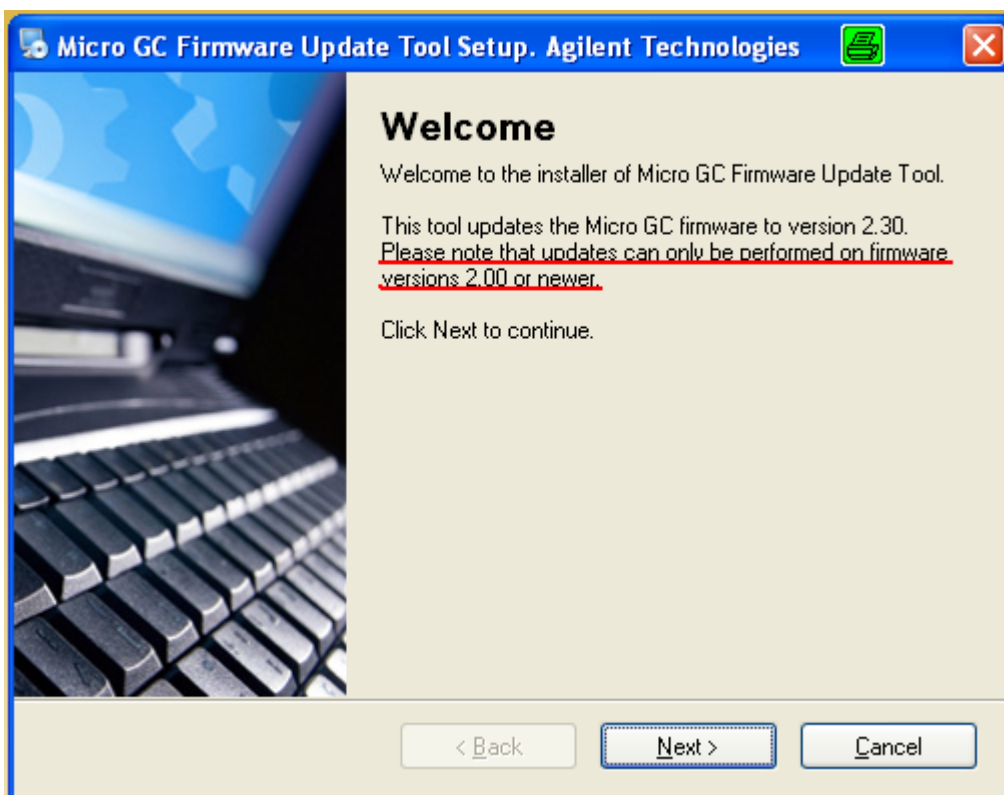 Micro GC Firmware Update Tool Setup. Agilent Technologies
Welcome
Welcome to the installer of Micro GC Firmware Update Tool.
This tool updates the Micro GC firmware to version 2.30.
Please note that updates can only be performed on firmware
versions 2.00 or newer.
Click Next to continue.
< Back
Next >
Cancel